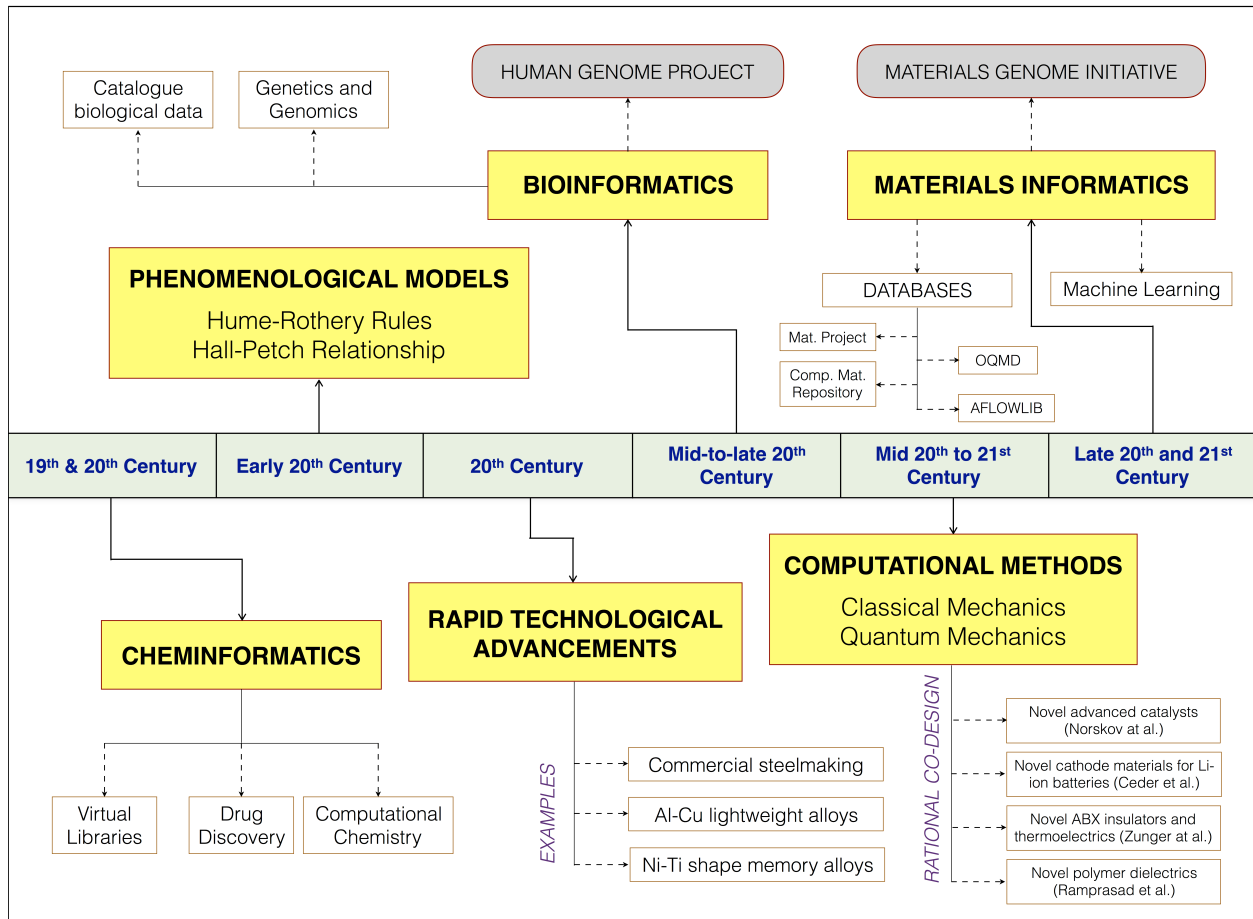 HUMAN GENOME PROJECT
MATERIALS GENOME INITIATIVE
Catalogue
biological data
Genetics and
Genomics
BIOINFORMATICS
MATERIALS INFORMATICS
PHENOMENOLOGICAL MODELS
Hume-Rothery Rules
Hall-Petch Relationship
DATABASES
Machine Learning
Mat. Project
OQMD
Comp. Mat.
Repository
AFLOWLIB
19th & 20th Century
Early 20th Century
20th Century
Mid-to-late 20th
Century
Mid 20th to 21st
Century
Late 20th and 21st
Century
CHEMINFORMATICS
Virtual
Libraries
Drug
Discovery
Computational
Chemistry
RAPID TECHNOLOGICAL
ADVANCEMENTS
EXAMPLES
Commercial steelmaking
Al-Cu lightweight alloys
Ni-Ti shape memory alloys
COMPUTATIONAL METHODS
Classical Mechanics
Quantum Mechanics
RATIONAL CO-DESIGN
Novel advanced catalysts
(Norskov at al.)
Novel cathode materials for Li-
ion batteries (Ceder et al.)
Novel ABX insulators and
thermoelectrics (Zunger at al.)
Novel polymer dielectrics
(Ramprasad et al.)